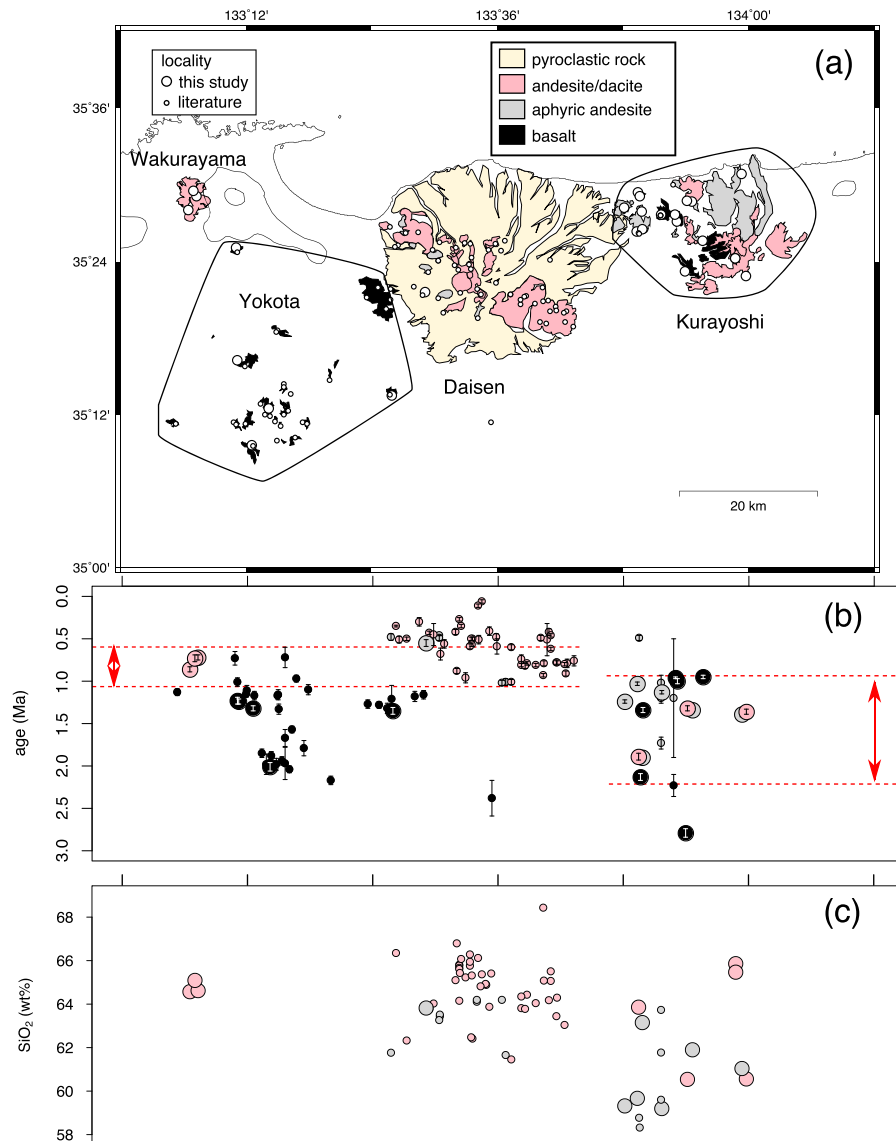 133˚12' 133˚36' 134˚00'
(a)
locality
this study
literature
pyroclastic rock
andesite/dacite
aphyric andesite
basalt
35˚36'
Wakurayama
35˚24'
Yokota
Kurayoshi
Daisen
35˚12'
20 km
35˚00'
(b)
age (Ma)
0.0
0.5
1.0
1.5
2.0
2.5
3.0
(c)
SiO2 (wt%)
68
66
64
62
60
58